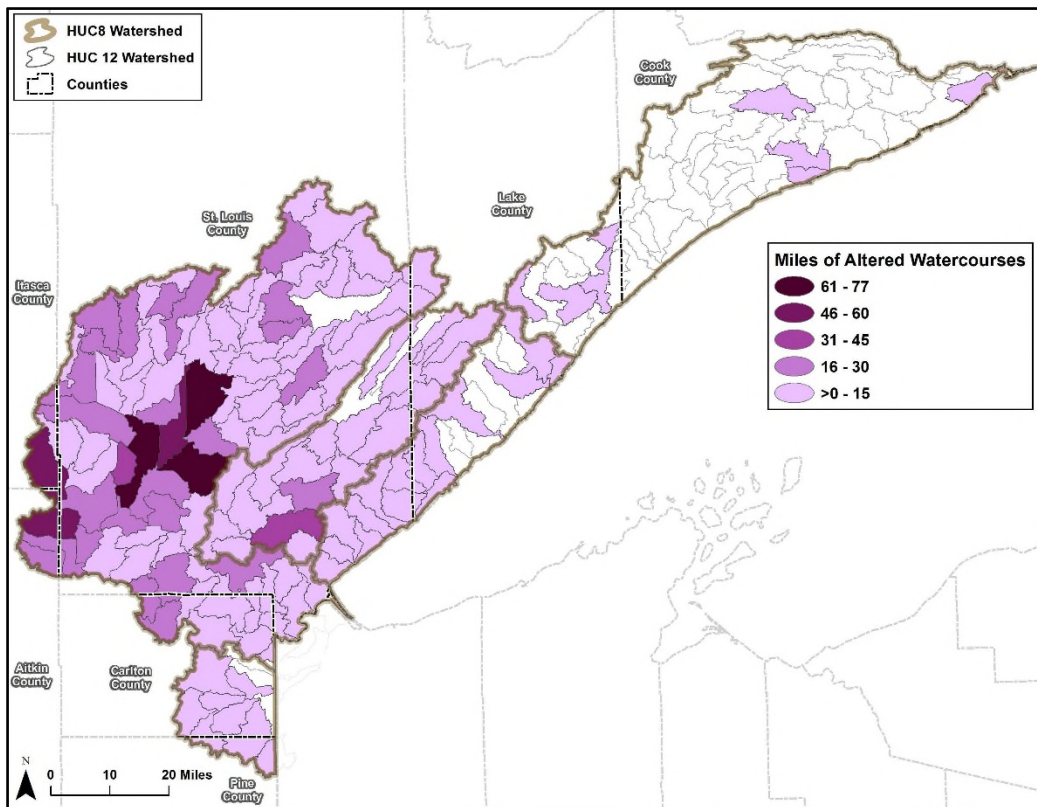 HUC8 Watershed
HUC 12 Watershed
Counties
Cook
County
Lake
County
St. Louis
County
Itasca
County
Miles of Altered Watercourses
61 - 77
46 - 60
31 - 45
16 - 30
>0 - 15
Aitkin
County
Carlton
County
Pine
County
N
0 10 20 Miles